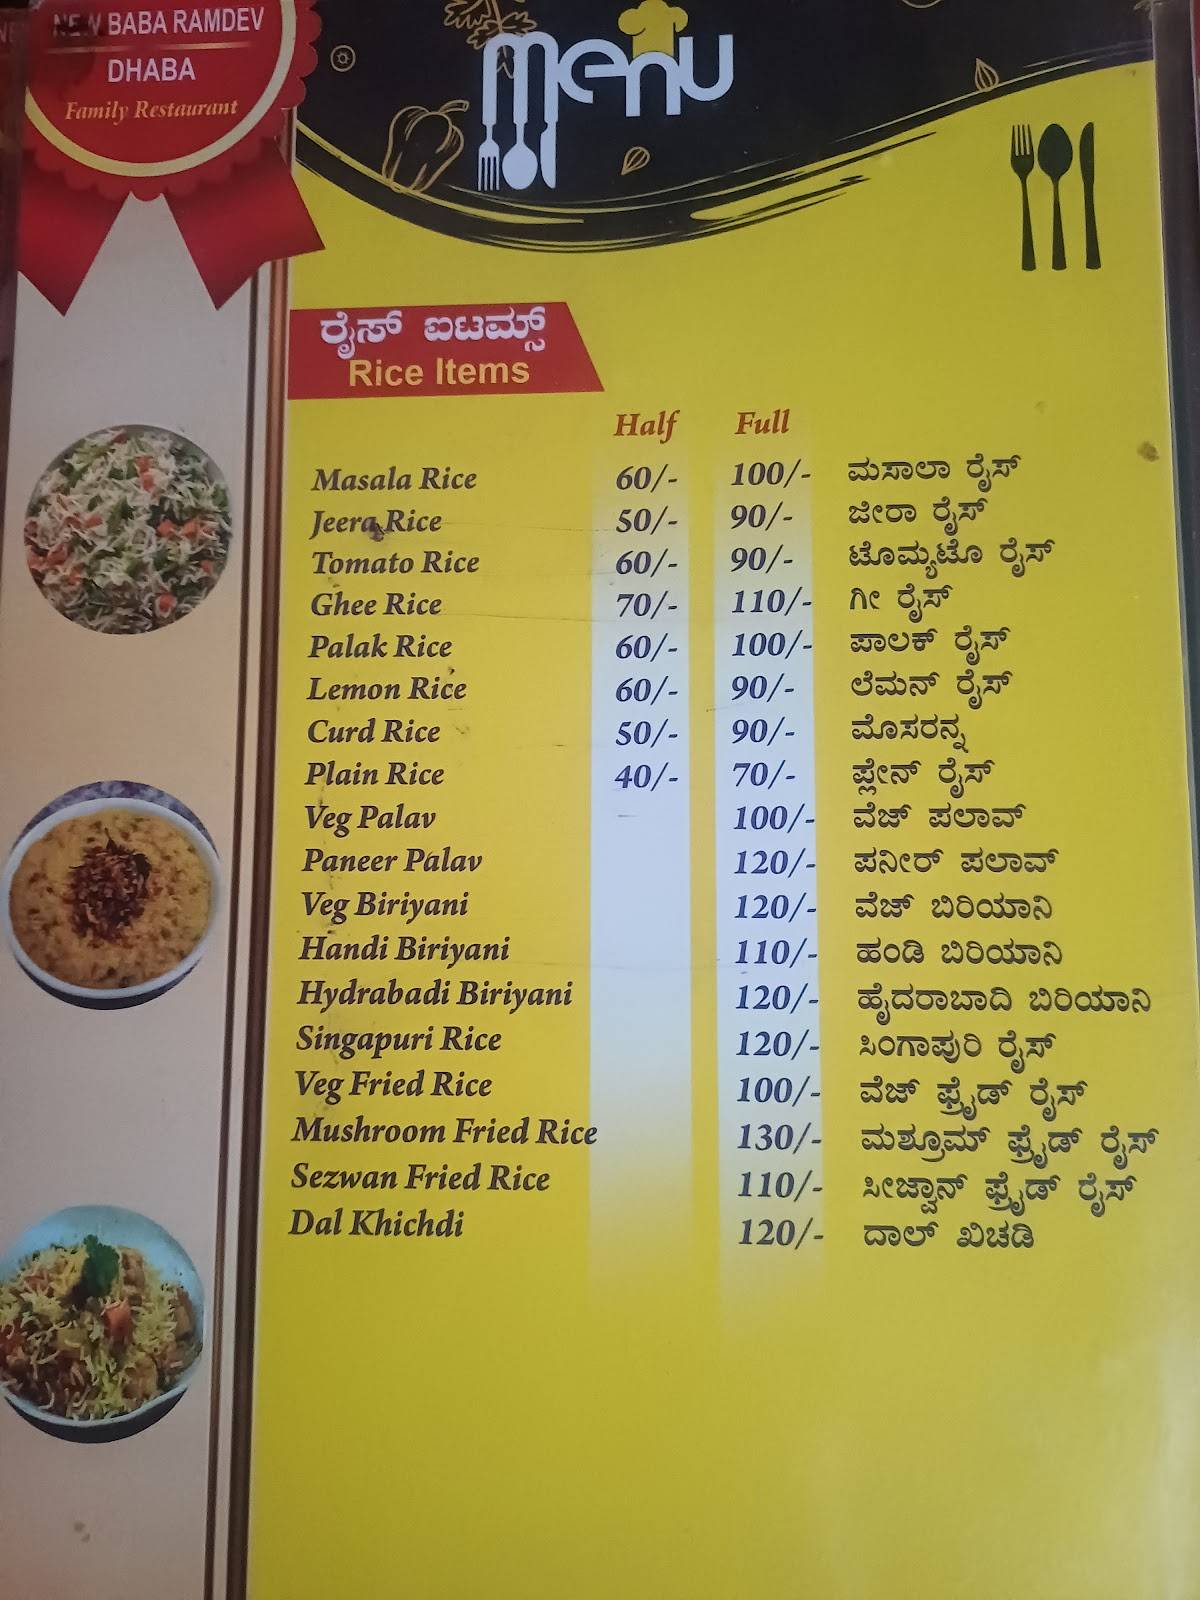 NEW BABA RAMDEV
DHABA
Family Restaurant
menu
ರೈಸ್ ಐಟಮ್ಸ್
Rice Items
Half Full
Masala Rice 60/- 100/- ಮಸಾಲಾ ರೈಸ್
Jeera Rice 50/- 90/- ಜೀರಾ ರೈಸ್
Tomato Rice 60/- 90/- ಟೊಮ್ಯಟೊ ರೈಸ್
Ghee Rice 70/- 110/- ಗೀ ರೈಸ್
Palak Rice 60/- 100/- ಪಾಲಕ್ ರೈಸ್
Lemon Rice 60/- 90/- ಲೆಮನ್ ರೈಸ್
Curd Rice 50/- 90/- ಮೊಸರನ್ನ
Plain Rice 40/- 70/- ಪ್ಲೇನ್ ರೈಸ್
Veg Palav 100/- ವೆಜ್ ಪಲಾವ್
Paneer Palav 120/- ಪನೀರ್ ಪಲಾವ್
Veg Biriyani 120/- ವೆಜ್ ಬಿರಿಯಾನಿ
Handi Biriyani 110/- ಹಂಡಿ ಬಿರಿಯಾನಿ
Hydrabadi Biriyani 120/- ಹೈದರಾಬಾದಿ ಬಿರಿಯಾನಿ
Singapuri Rice 120/- ಸಿಂಗಾಪುರಿ ರೈಸ್
Veg Fried Rice 100/- ವೆಜ್ ಫ್ರೈಡ್ ರೈಸ್
Mushroom Fried Rice 130/- ಮಶ್ರೂಮ್ ಫ್ರೈಡ್ ರೈಸ್
Sezwan Fried Rice 110/- ಸೀಜ್ವಾನ್ ಫ್ರೈಡ್ ರೈಸ್
Dal Khichdi 120/- ದಾಲ್ ಖಿಚಡಿ